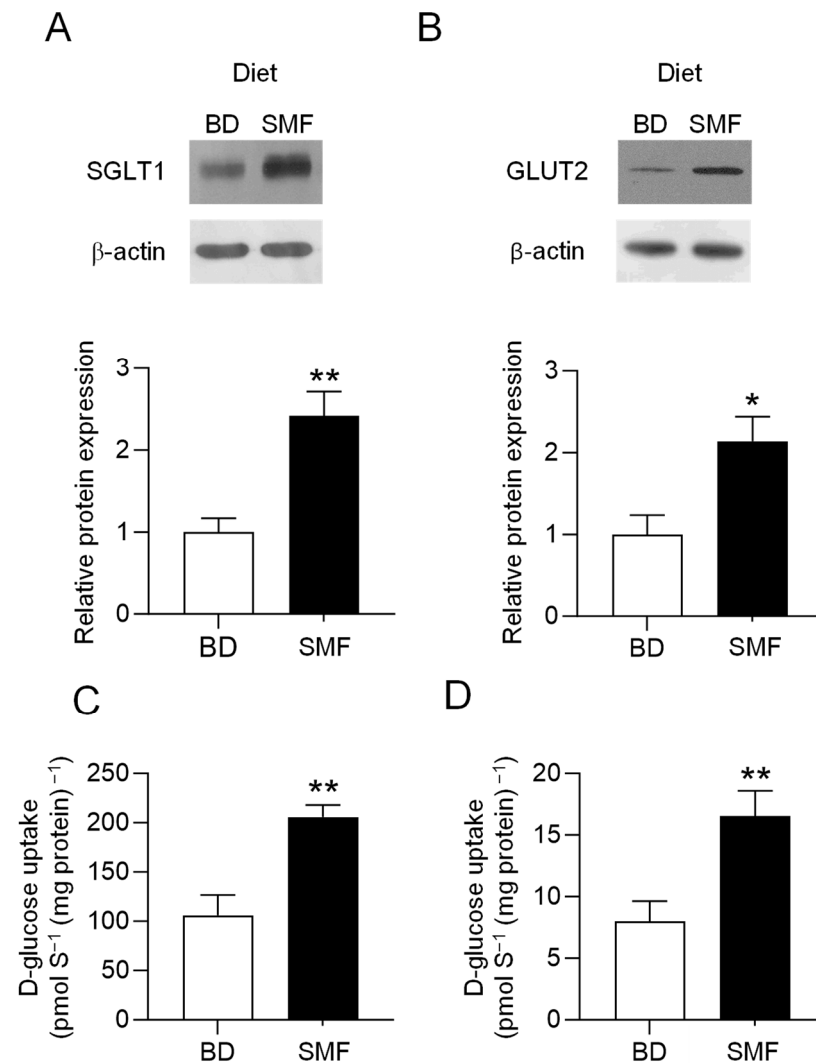 A
B
Diet
Diet
BD SMF
BD SMF
SGLT1
GLUT2
β-actin
β-actin
Relative protein expression
3
2
1
0
**
BD
SMF
Relative protein expression
3
2
1
0
*
BD
SMF
C
D
D-glucose uptake
(pmol S⁻¹ (mg protein) ⁻¹)
250
200
150
100
50
0
**
BD
SMF
D-glucose uptake
(pmol S⁻¹ (mg protein) ⁻¹)
20
15
10
5
0
**
BD
SMF